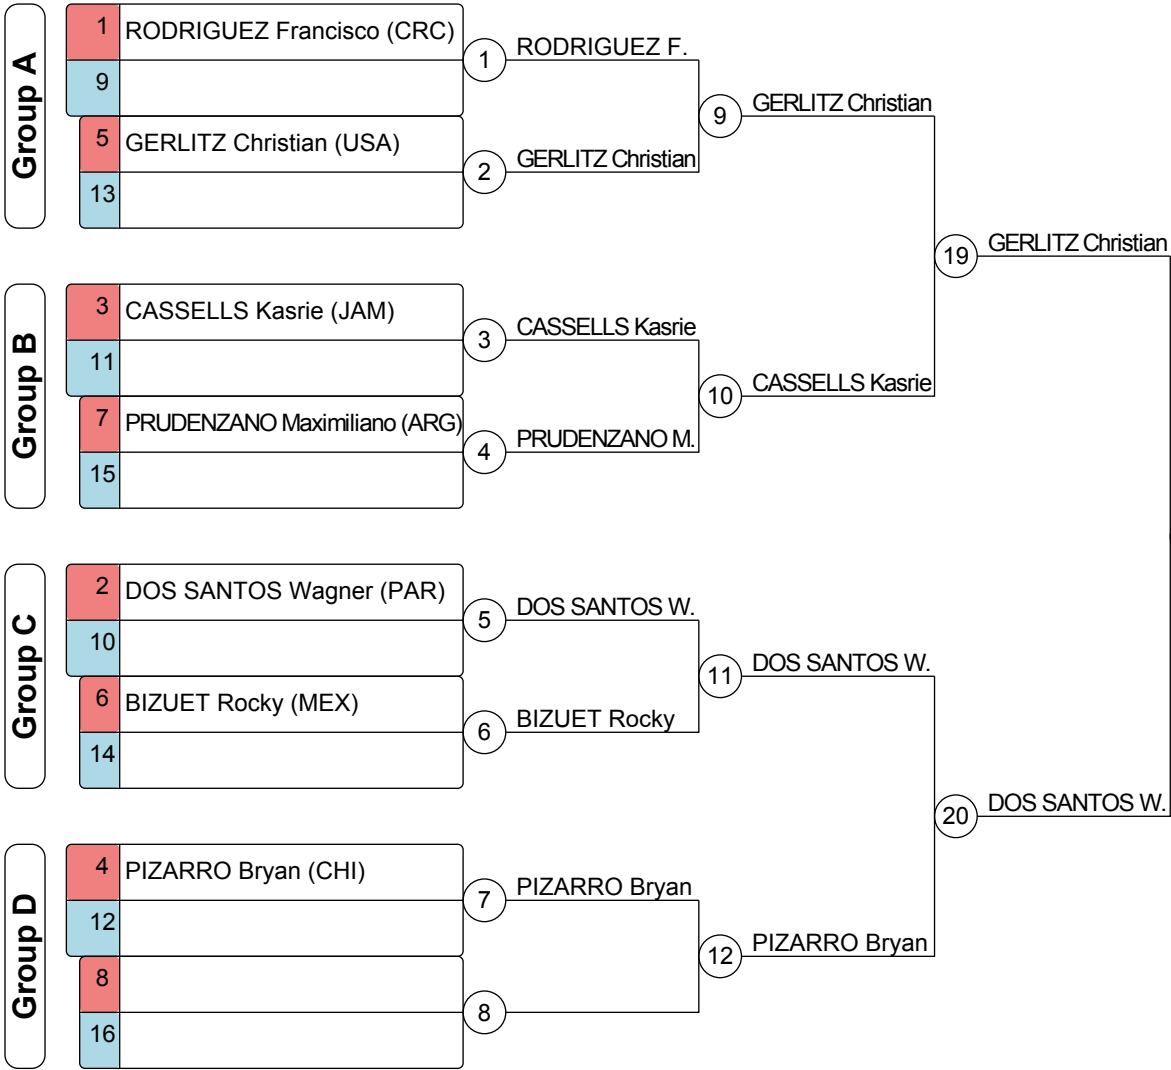 Group A
1 RODRIGUEZ Francisco (CRC)
9
5 GERLITZ Christian (USA)
13
1 RODRIGUEZ F.
2 GERLITZ Christian
9 GERLITZ Christian
Group B
3 CASSELLS Kasrie (JAM)
11
7 PRUDENZANO Maximiliano (ARG)
15
3 CASSELLS Kasrie
4 PRUDENZANO M.
10 CASSELLS Kasrie
19 GERLITZ Christian
Group C
2 DOS SANTOS Wagner (PAR)
10
6 BIZUET Rocky (MEX)
14
5 DOS SANTOS W.
6 BIZUET Rocky
11 DOS SANTOS W.
Group D
4 PIZARRO Bryan (CHI)
12
8
16
7 PIZARRO Bryan
8
12 PIZARRO Bryan
20 DOS SANTOS W.